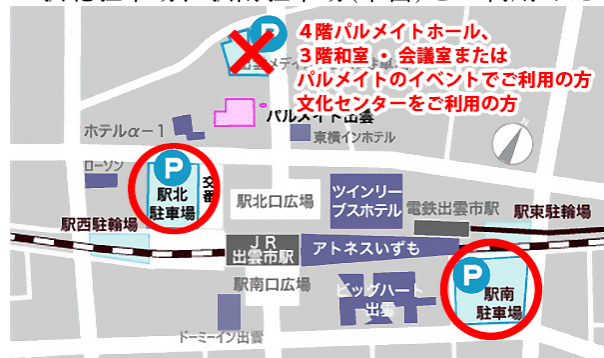 P
4階パルメイトホール、
3階和室・会議室または
パルメイトのイベントでご利用の方
文化センターをご利用の方
パルメイト出雲
ホテルα-1
東横インホテル
ローソン
P
駅北
駐車場
交番
駅北口広場
ツインリー
ブスホテル
電鉄出雲市駅
駅東駐輪場
駅西駐輪場
JR
出雲市駅
アトネスいずも
駅南口広場
ビッグハート
出雲
P
駅南
駐車場
ドーミーイン出雲
N